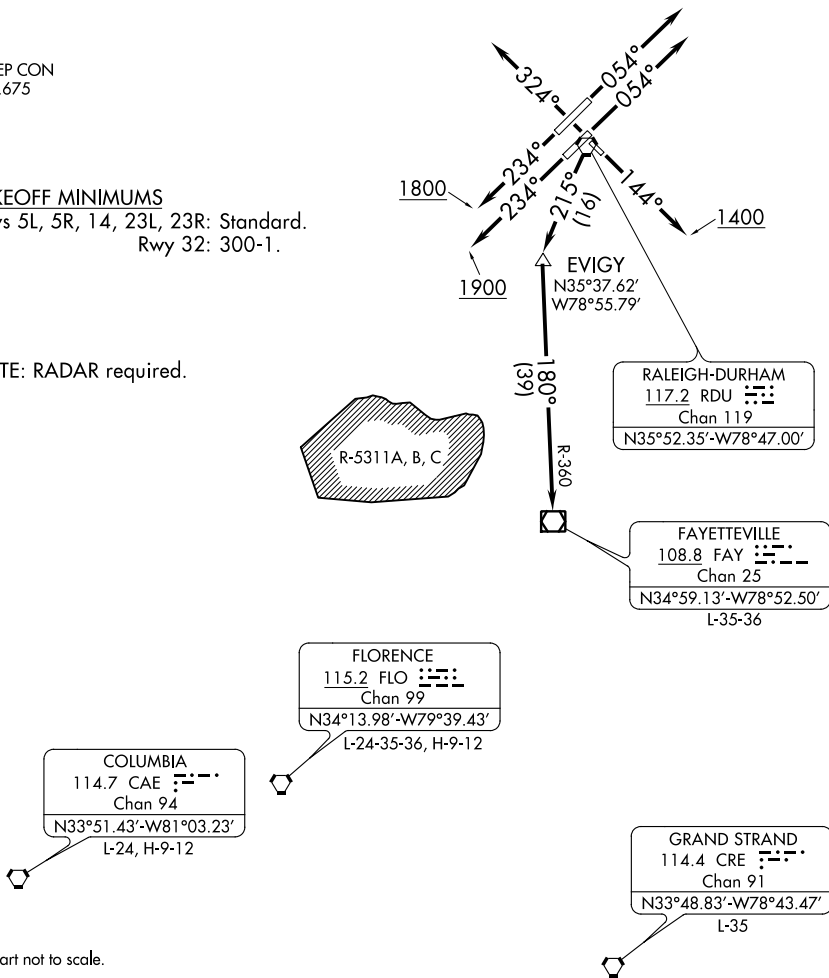 EP CON
.675
324°
054°
054°
234°
234°
215°
(16)
144°
1800
1900
1400
KEOFF MINIMUMS
ys 5L, 5R, 14, 23L, 23R: Standard.
Rwy 32: 300-1.
EVIGY
N35°37.62'
W78°55.79'
TE: RADAR required.
180°
(39)
R-360
RALEIGH-DURHAM
117.2 RDU
Chan 119
N35°52.35'-W78°47.00'
R-5311A, B, C
FAYETTEVILLE
108.8 FAY
Chan 25
N34°59.13'-W78°52.50'
L-35-36
FLORENCE
115.2 FLO
Chan 99
N34°13.98'-W79°39.43'
L-24-35-36, H-9-12
COLUMBIA
114.7 CAE
Chan 94
N33°51.43'-W81°03.23'
L-24, H-9-12
GRAND STRAND
114.4 CRE
Chan 91
N33°48.83'-W78°43.47'
L-35
art not to scale.